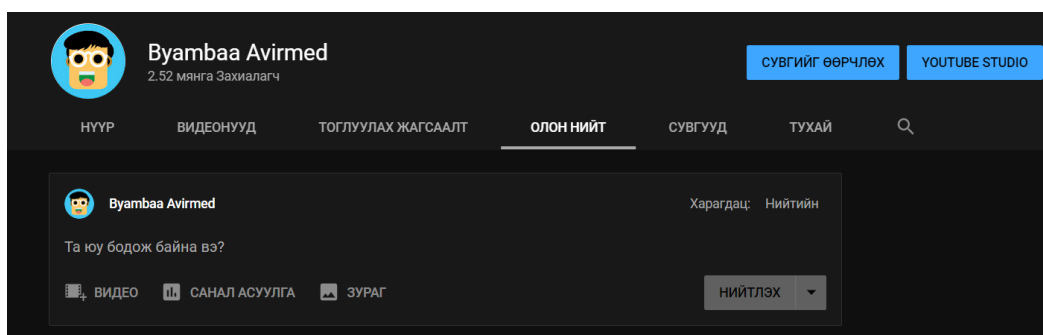 Byambaa Avirmed
2.52 мянга Захиалагч
СУВГИЙГ ӨӨРЧЛӨХ YOUTUBE STUDIO
НҮҮР ВИДЕОНУУД ТОГЛУУЛАХ ЖАГСААЛТ ОЛОН НИЙТ СУВГУУД ТУХАЙ
Byambaa Avirmed Харагдац: Нийтийн
Та юу бодож байна вэ?
ВИДЕО САНАЛ АСУУЛГА ЗУРАГ НИЙТЛЭХ